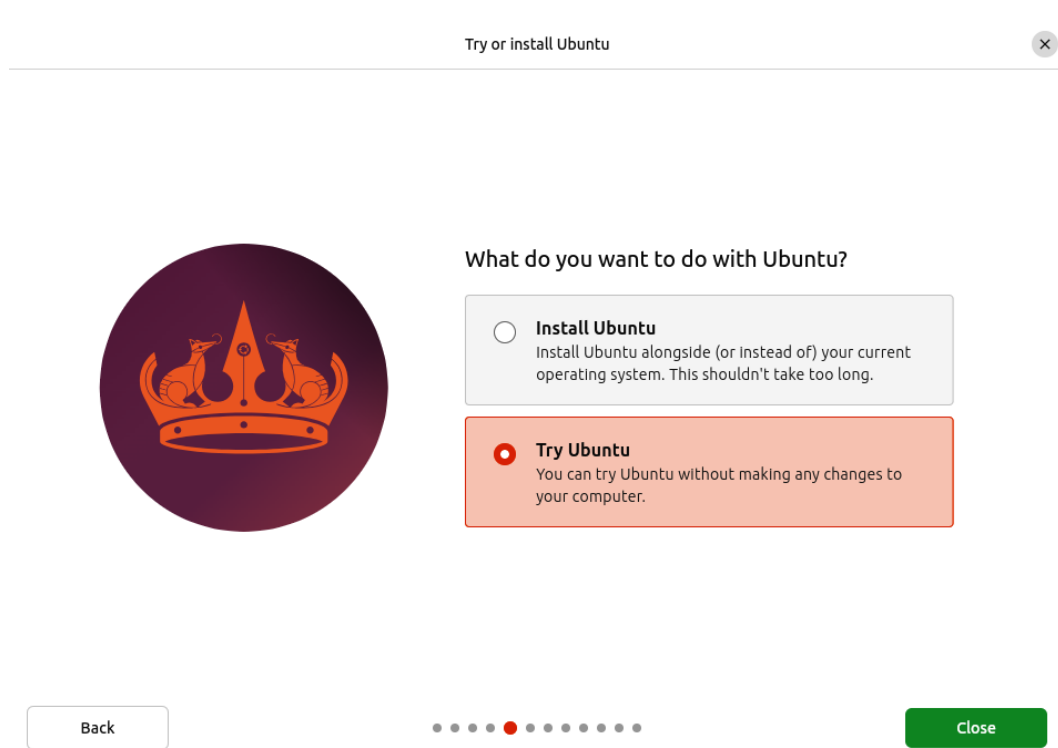 Try or install Ubuntu
What do you want to do with Ubuntu?
Install Ubuntu
Install Ubuntu alongside (or instead of) your current
operating system. This shouldn't take too long.
Try Ubuntu
You can try Ubuntu without making any changes to
your computer.
Back
Close